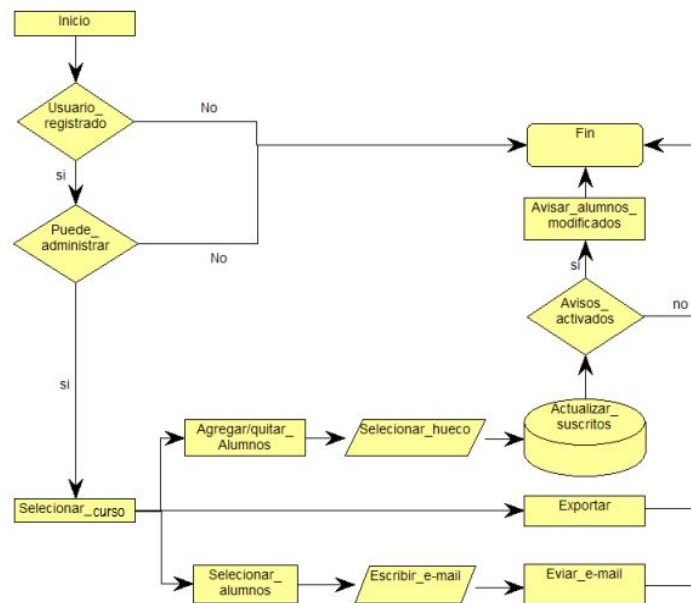 Inicio
Usuario_
registrado
No
Fin
si
Avisar_alumnos_
modificados
Puede_
administrar
No
si
Avisos_
activados
no
si
Agregar/quitar_
Alumnos
Selecionar_hueco
Actualizar_
suscritos
Selecionar_curso
Exportar
Selecionar_
alumnos
Escribir_e-mail
Eviar_e-mail